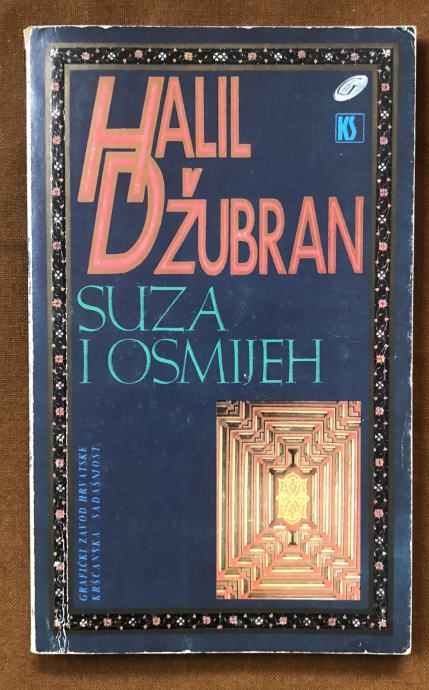 HALIL
DŽUBRAN
SUZA
I OSMIJEH
KS
GRAFIČKI ZAVOD HRVATSKE
KRŠĆANSKA SADAŠNJOST